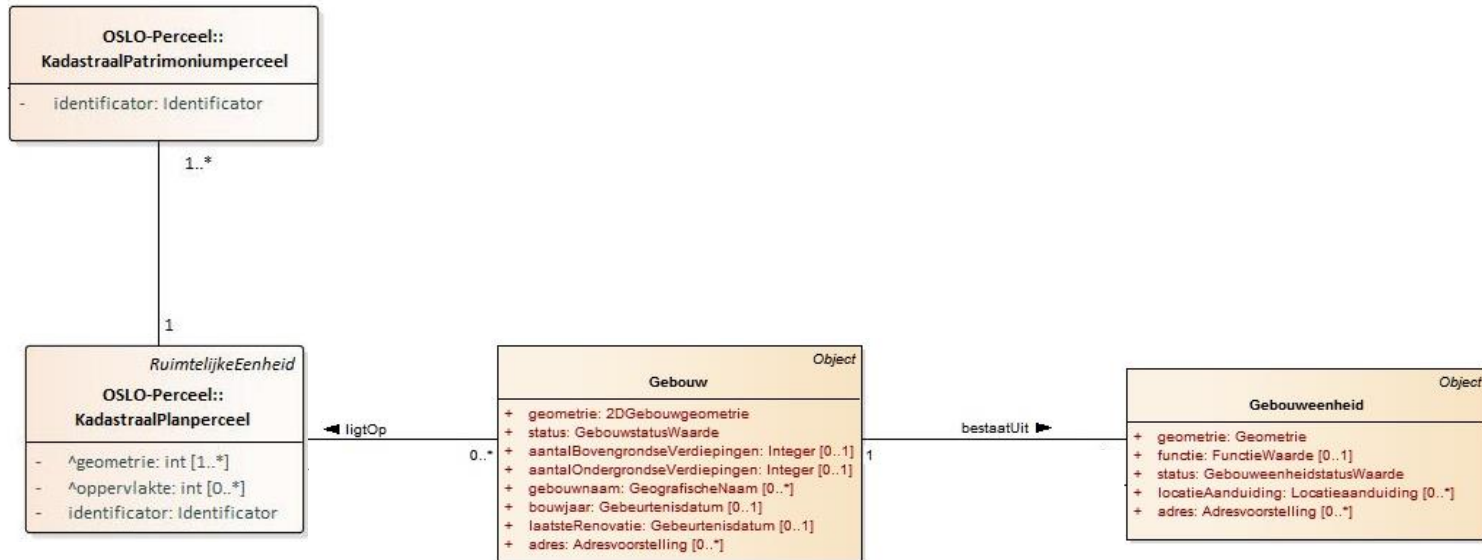 OSLO-Perceel::
KadastraalPatrimoniumperceel
- identificator: Identificator
1..*
1
RuimtelijkeEenheid
OSLO-Perceel::
KadastraalPlanperceel
- ^geometrie: int [1..*]
- ^oppervlakte: int [0..*]
- identificator: Identificator
ligtOp
0..*
Object
Gebouw
+ geometrie: 2DGebouwgeometrie
+ status: GebouwstatusWaarde
+ aantalBovengrondseVerdiepingen: Integer [0..1]
+ aantalOndergrondseVerdiepingen: Integer [0..1]
+ gebouwnaam: GeografischeNaam [0..*]
+ bouwjaar: Gebeurtenisdatum [0..1]
+ laatsteRenovatie: Gebeurtenisdatum [0..1]
+ adres: Adresvoorstelling [0..*]
bestaatUit
1
Object
Gebouweenheid
+ geometrie: Geometrie
+ functie: FunctieWaarde [0..1]
+ status: GebouweenheidstatusWaarde
+ locatieAanduiding: Locatieaanduiding [0..*]
+ adres: Adresvoorstelling [0..*]